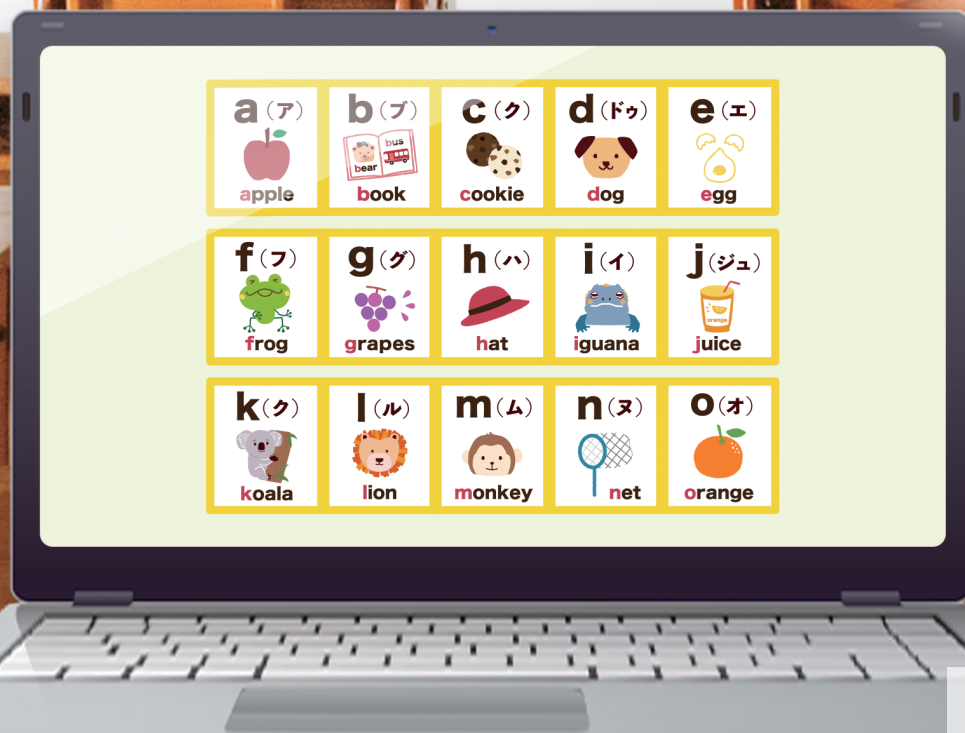 a（ア） b（ブ） c（ク） d（ドゥ） e（エ）
bus
bear
apple book cookie dog egg
f（フ） g（グ） h（ハ） i（イ） j（ジュ）
orange
frog grapes hat iguana juice
k（ク） l（ル） m（ム） n（ヌ） o（オ）
koala lion monkey net orange